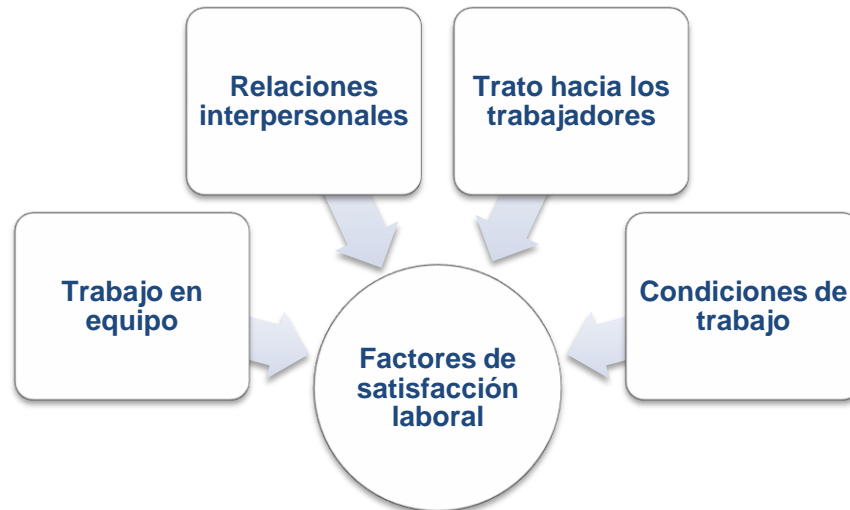 Relaciones
interpersonales
Trato hacia los
trabajadores
Trabajo en
equipo
Condiciones de
trabajo
Factores de
satisfacción
laboral